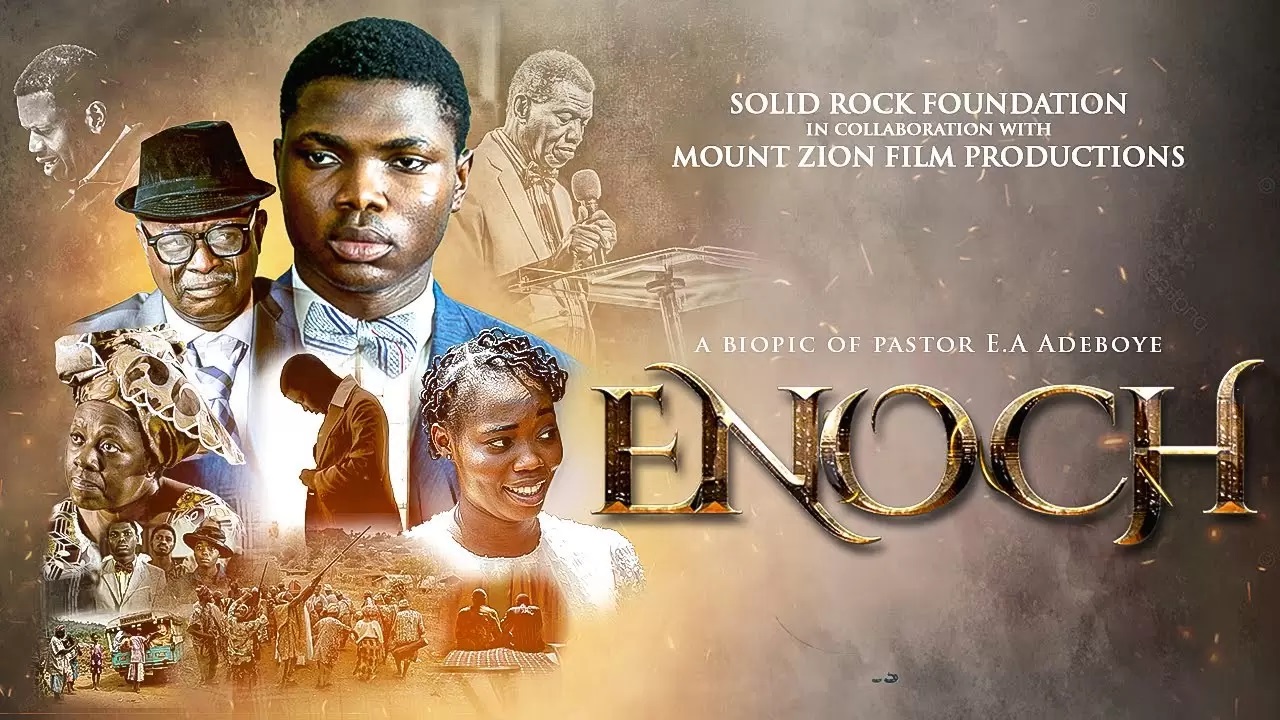 SOLID ROCK FOUNDATION
IN COLLABORATION WITH
MOUNT ZION FILM PRODUCTIONS
A BIOPIC OF PASTOR E.A ADEBOYE
ENOCH